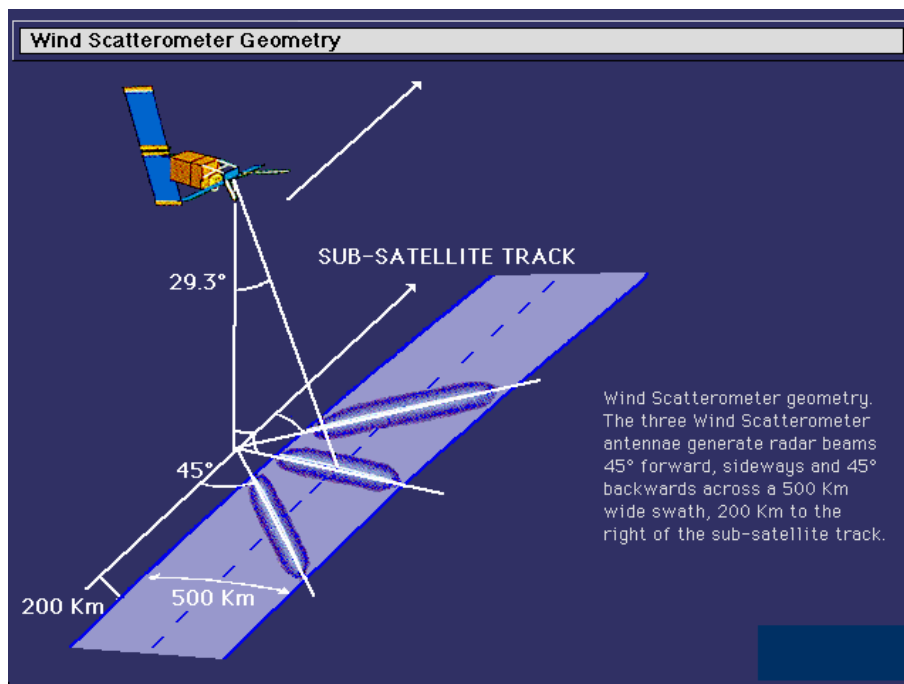 Wind Scatterometer Geometry
29.3°
SUB-SATELLITE TRACK
45°
200 Km
500 Km
Wind Scatterometer geometry.
The three Wind Scatterometer
antennae generate radar beams
45° forward, sideways and 45°
backwards across a 500 Km
wide swath, 200 Km to the
right of the sub-satellite track.